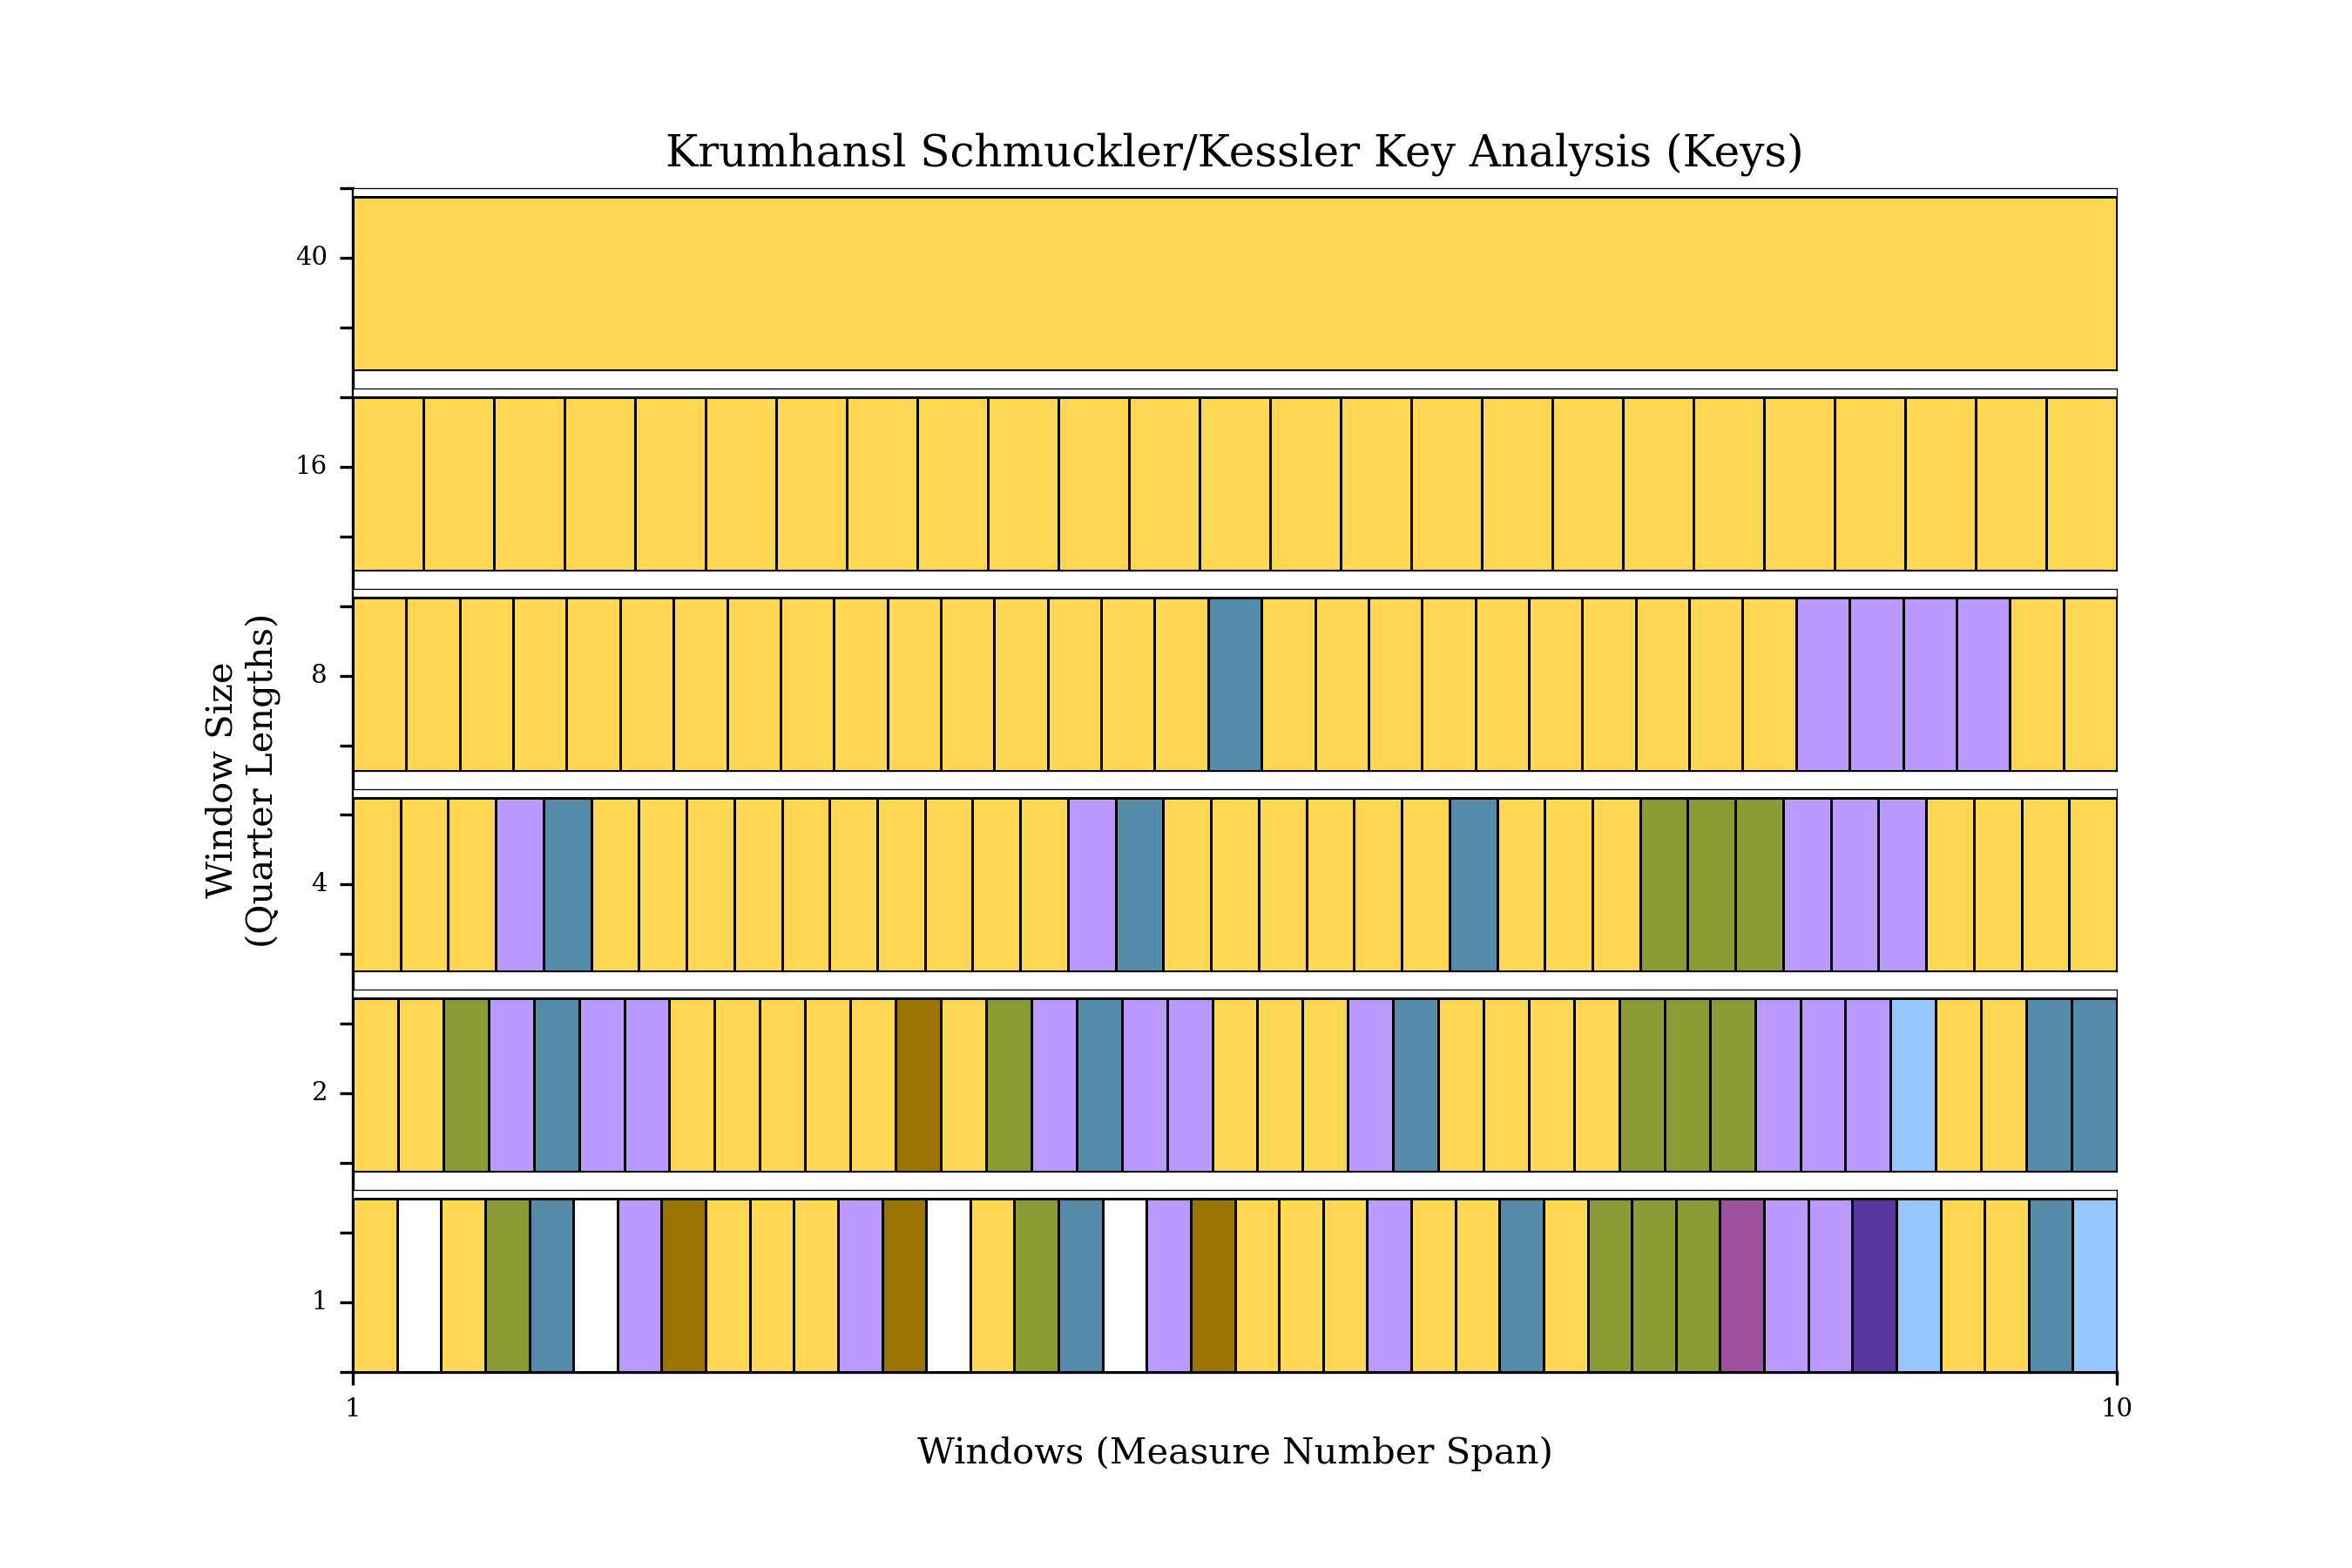 Krumhansl Schmuckler/Kessler Key Analysis (Keys)
Window Size
(Quarter Lengths)
40
16
8
4
2
1
1
10
Windows (Measure Number Span)